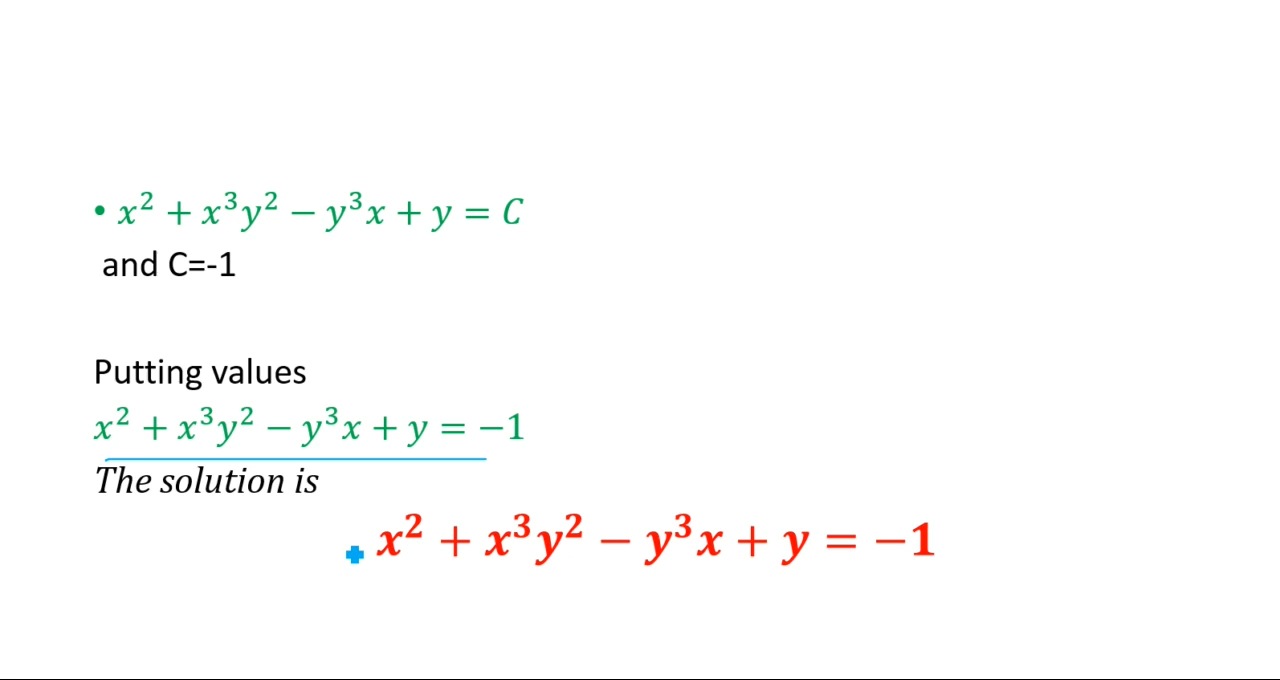 • x² + x³y² − y³x + y = C
and C=-1
Putting values
x² + x³y² − y³x + y = −1
The solution is
x² + x³y² − y³x + y = −1